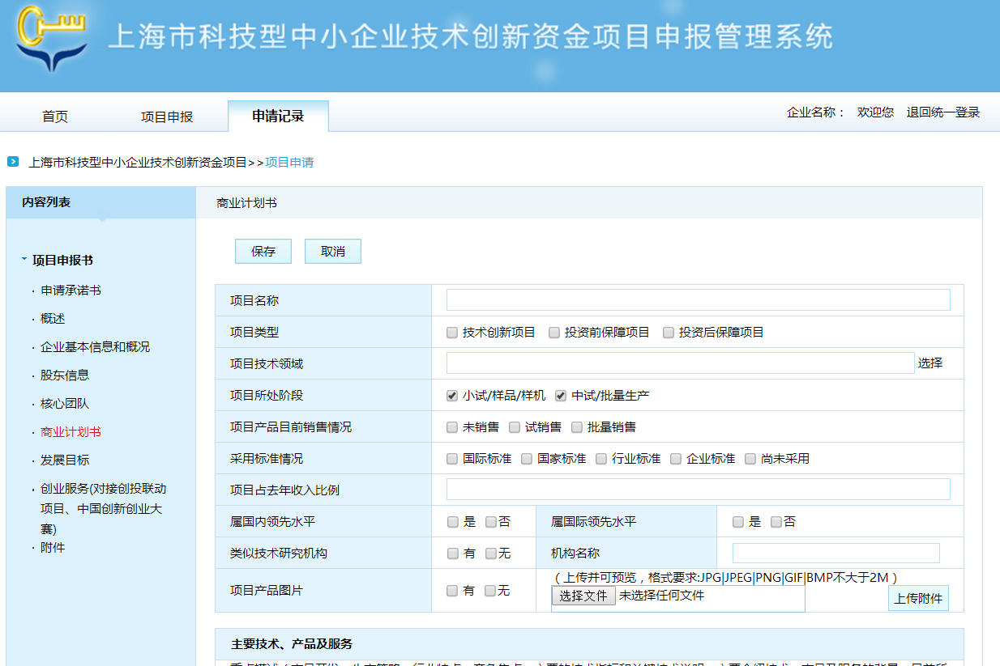 上海市科技型中小企业技术创新资金项目申报管理系统
首页 项目申报 申请记录 企业名称： 欢迎您 退回统一登录
上海市科技型中小企业技术创新资金项目>>项目申请
内容列表
项目申报书
· 申请承诺书
· 概述
· 企业基本信息和概况
· 股东信息
· 核心团队
· 商业计划书
· 发展目标
· 创业服务(对接创投联动
项目、中国创新创业大
赛)
· 附件
商业计划书
保存 取消
项目名称
项目类型 技术创新项目 投资前保障项目 投资后保障项目
项目技术领域 选择
项目所处阶段 小试/样品/样机 中试/批量生产
项目产品目前销售情况 未销售 试销售 批量销售
采用标准情况 国际标准 国家标准 行业标准 企业标准 尚未采用
项目占去年收入比例
属国内领先水平 是 否 属国际领先水平 是 否
类似技术研究机构 有 无 机构名称
项目产品图片 有 无
（上传并可预览，格式要求:JPG|JPEG|PNG|GIF|BMP不大于2M ）
选择文件 未选择任何文件 上传附件
主要技术、产品及服务